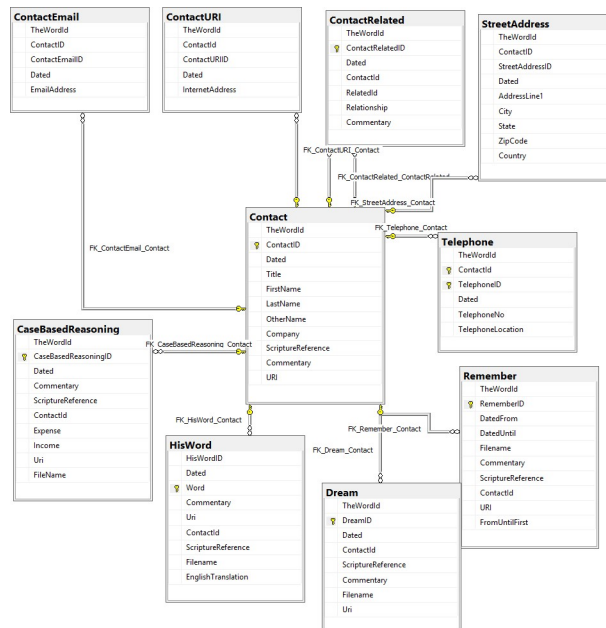 ContactEmail
TheWordId
ContactID
ContactEmailID
Dated
EmailAddress
ContactURI
TheWordId
ContactId
ContactURIID
Dated
InternetAddress
ContactRelated
TheWordId
ContactRelatedID
Dated
ContactId
RelatedId
Relationship
Commentary
StreetAddress
TheWordId
ContactID
StreetAddressID
Dated
AddressLine1
City
State
ZipCode
Country
FK_ContactURI_Contact
FK_ContactRelated_ContactRelated
FK_StreetAddress_Contact
FK_Telephone_Contact
FK_ContactEmail_Contact
Contact
TheWordId
ContactID
Dated
Title
FirstName
LastName
OtherName
Company
ScriptureReference
Commentary
URI
Telephone
TheWordId
ContactId
TelephoneID
Dated
TelephoneNo
TelephoneLocation
CaseBasedReasoning
TheWordId
CaseBasedReasoningID
Dated
Commentary
ScriptureReference
ContactId
Expense
Income
Uri
FileName
FK_CaseBasedReasoning_Contact
Remember
TheWordId
RememberID
DatedFrom
DatedUntil
Filename
Commentary
ScriptureReference
ContactId
URI
FromUntilFirst
FK_HisWord_Contact
FK_Remember_Contact
FK_Dream_Contact
HisWord
HisWordID
Dated
Word
Commentary
Uri
ContactId
ScriptureReference
Filename
EnglishTranslation
Dream
TheWordId
DreamID
Dated
ContactId
ScriptureReference
Commentary
Filename
Uri